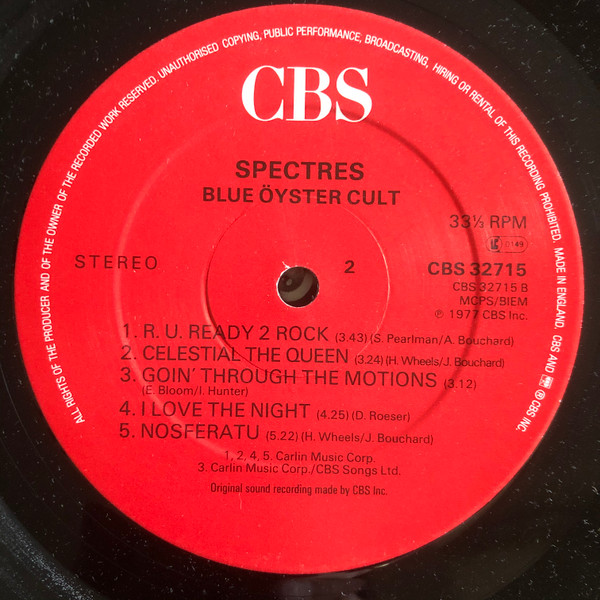 ALL RIGHTS OF THE PRODUCER AND OF THE OWNER OF THE RECORDED WORK RESERVED. UNAUTHORISED COPYING, PUBLIC PERFORMANCE, BROADCASTING, HIRING OR RENTAL OF THIS RECORDING PROHIBITED. MADE IN ENGLAND. CBS AND ® CBS INC.
CBS
SPECTRES
BLUE ÖYSTER CULT
33⅓ RPM
LC 0149
STEREO
2
CBS 32715
CBS 32715 B
MCPS/BIEM
℗ 1977 CBS Inc.
1. R. U. READY 2 ROCK (3.43) (S. Pearlman/A. Bouchard)
2. CELESTIAL THE QUEEN (3.24) (H. Wheels/J. Bouchard)
3. GOIN' THROUGH THE MOTIONS (3.12)
(E. Bloom/I. Hunter)
4. I LOVE THE NIGHT (4.25) (D. Roeser)
5. NOSFERATU (5.22) (H. Wheels/J. Bouchard)
1, 2, 4, 5. Carlin Music Corp.
3. Carlin Music Corp./CBS Songs Ltd.
Original sound recording made by CBS Inc.